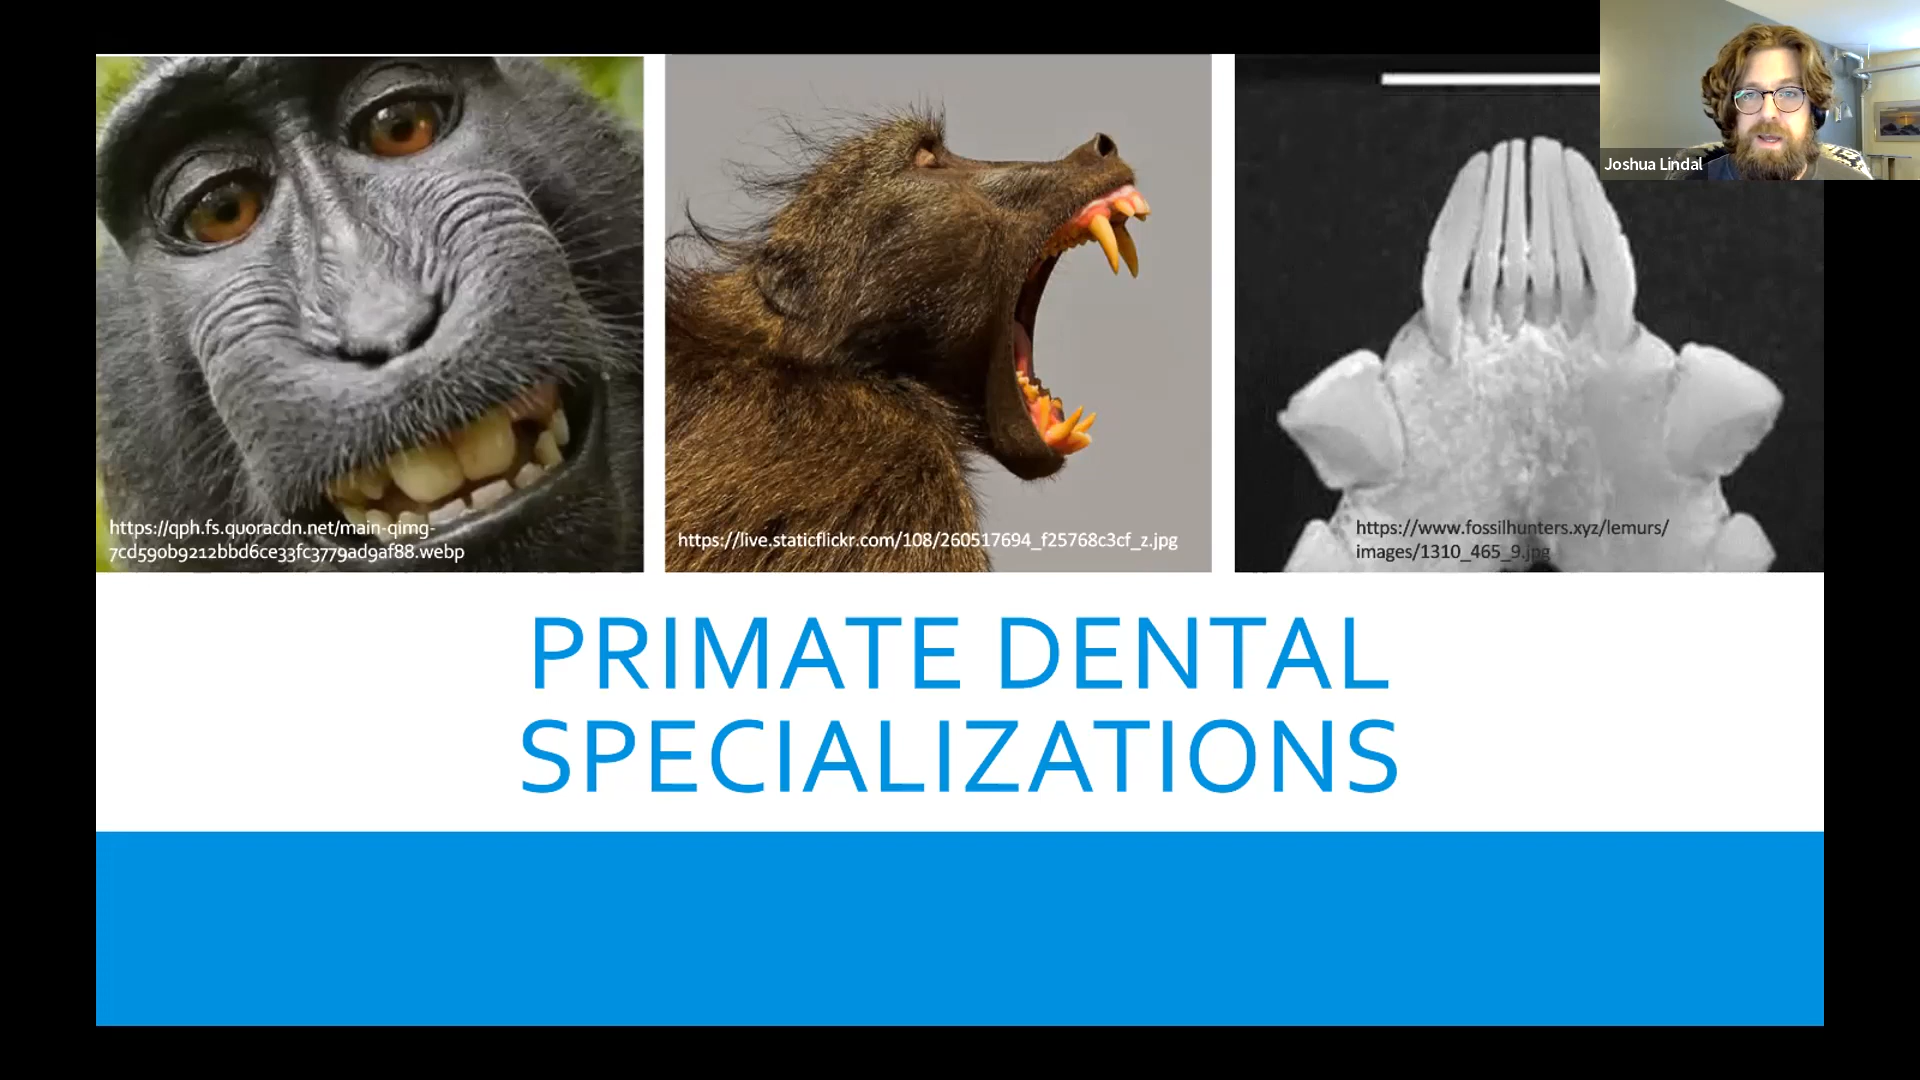 Joshua Lindal
https://qph.fs.quoracdn.net/main-qimg-
7cd590b9212bbd6ce33fc3779ad9af88.webp
https://live.staticflickr.com/108/260517694_f25768c3cf_z.jpg
https://www.fossilhunters.xyz/lemurs/
images/1310_465_9.jpg
PRIMATE DENTAL
SPECIALIZATIONS